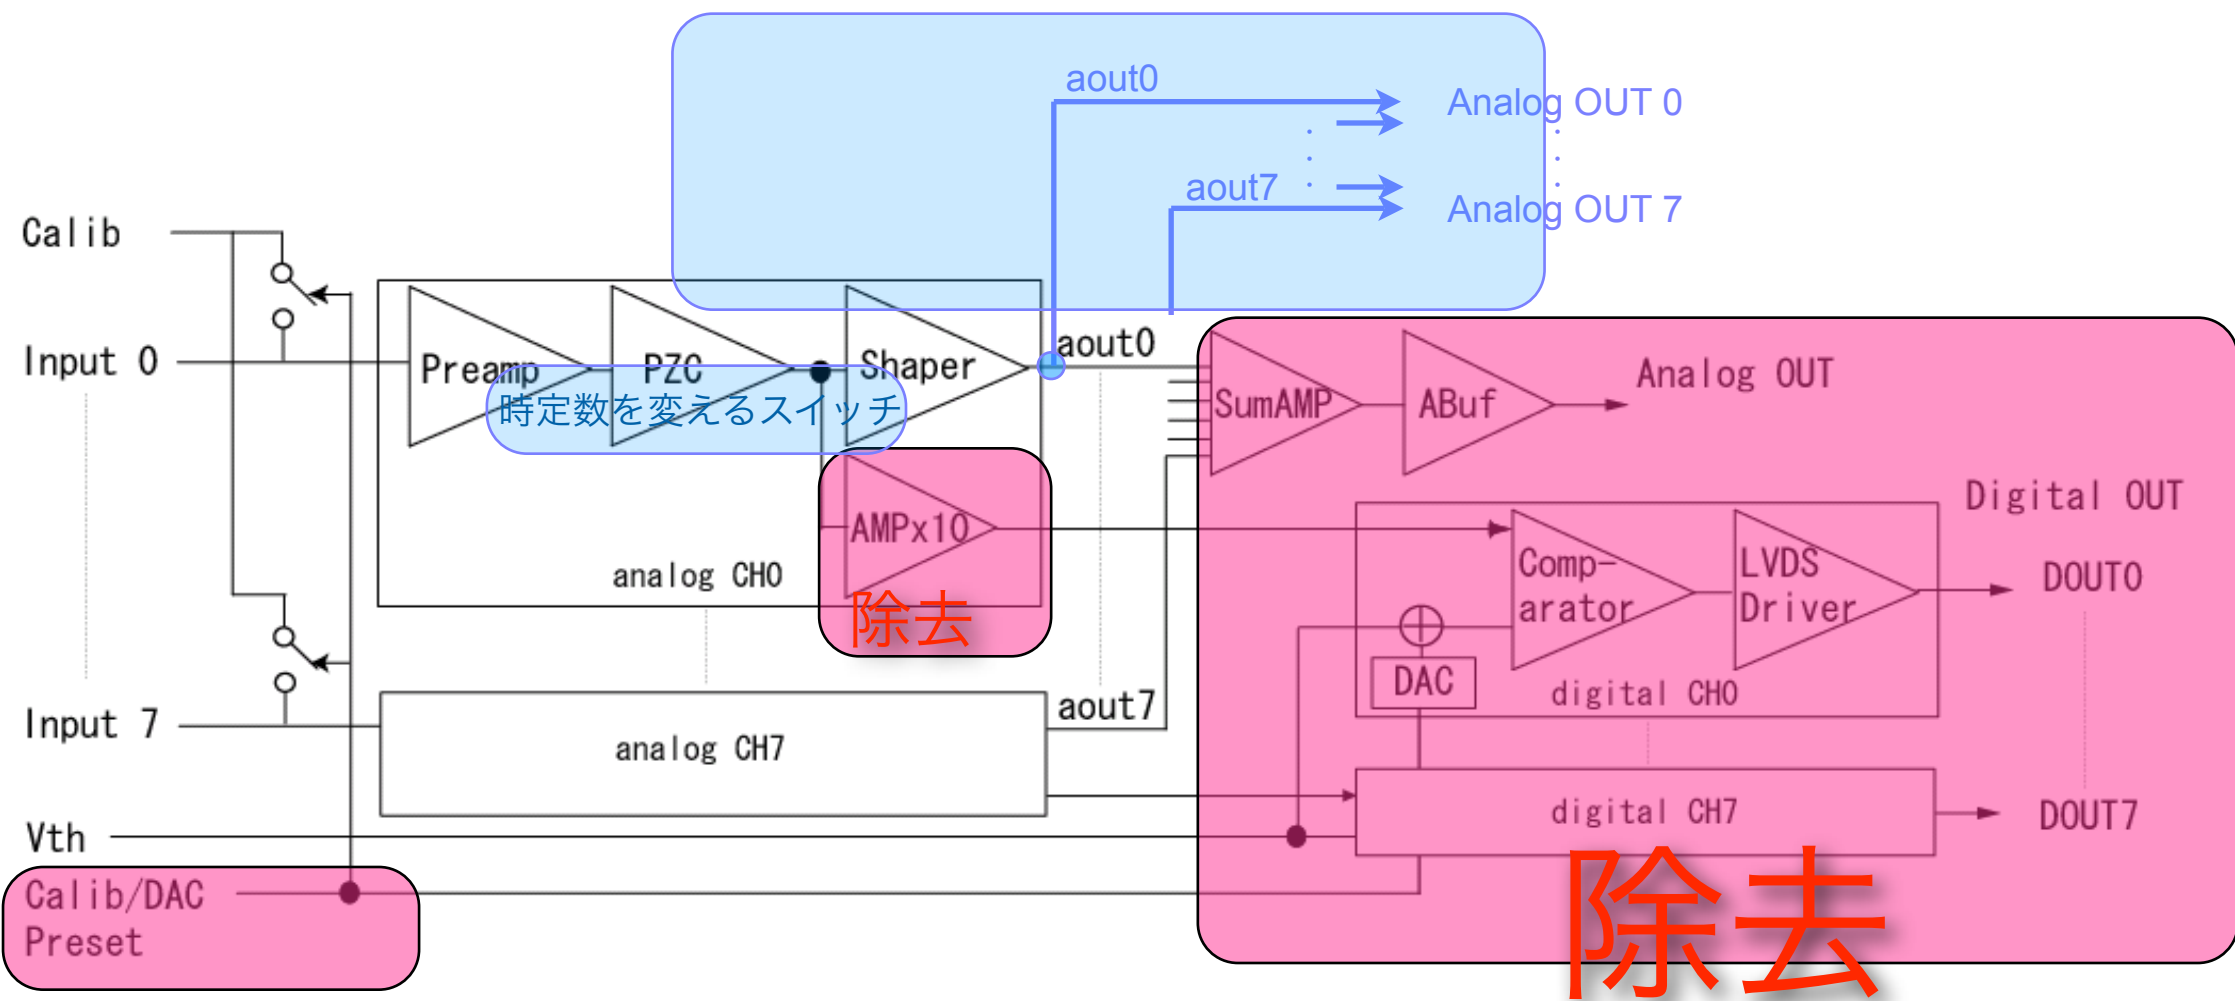 aout0
Analog OUT 0
aout7
Analog OUT 7
Calib
Input 0
Preamp
PZC
Shaper
aout0
時定数を変えるスイッチ
SumAMP
ABuf
Analog OUT
AMPx10
除去
analog CH0
Digital OUT
Comp-
arator
LVDS
Driver
DOUT0
DAC
digital CH0
Input 7
aout7
analog CH7
digital CH7
DOUT7
Vth
Calib/DAC
Preset
除去